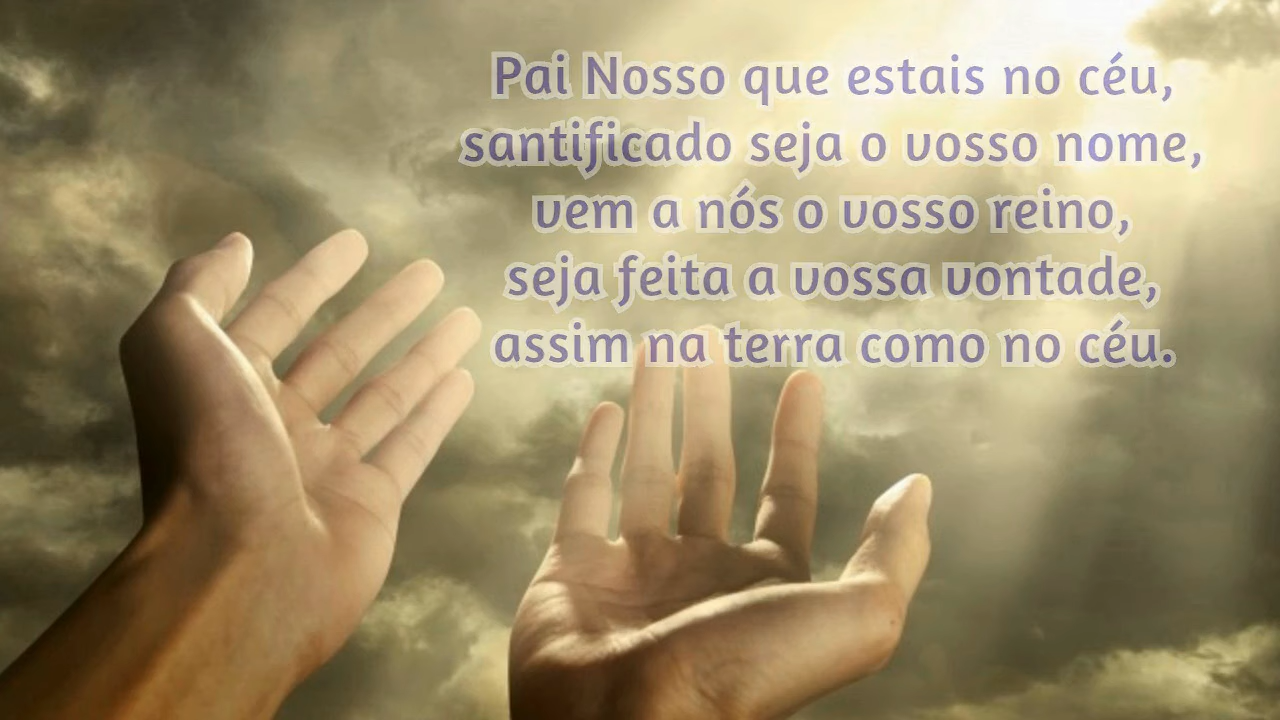 Pai Nosso que estais no céu,
santificado seja o vosso nome,
vem a nós o vosso reino,
seja feita a vossa vontade,
assim na terra como no céu.